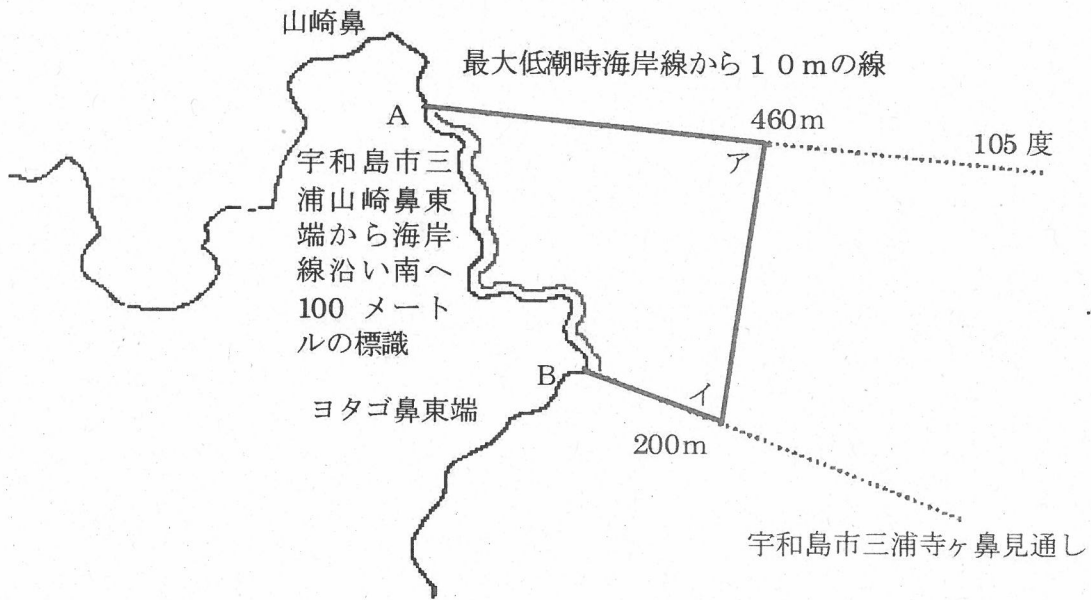 山崎鼻
最大低潮時海岸線から１０ｍの線
A
460m
ア
105 度
宇和島市三
浦山崎鼻東
端から海岸
線沿い南へ
100 メート
ルの標識
B
イ
ヨタゴ鼻東端
200m
宇和島市三浦寺ヶ鼻見通し